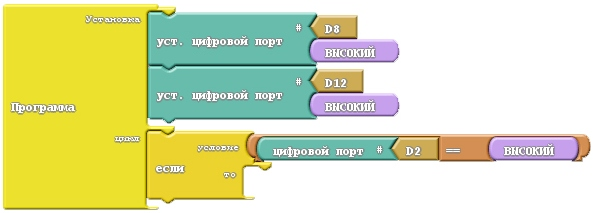 Установка
уст. цифровой порт # D8
ВЫСОКИЙ
уст. цифровой порт # D12
ВЫСОКИЙ
Программа
цикл
условие
цифровой порт # D2 == ВЫСОКИЙ
если
то